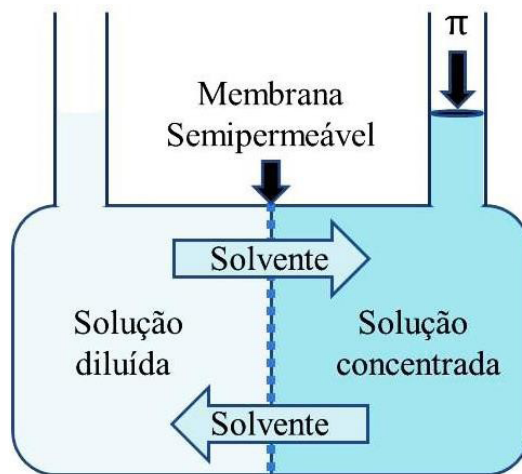 π
Membrana
Semipermeável
Solvente
Solução
diluída
Solução
concentrada
Solvente